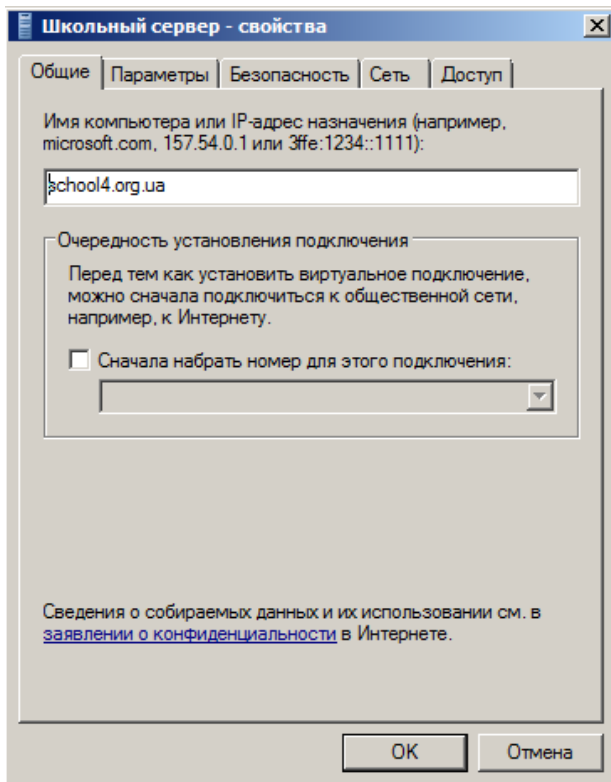 Школьный сервер - свойства
Общие Параметры Безопасность Сеть Доступ
Имя компьютера или IP-адрес назначения (например,
microsoft.com, 157.54.0.1 или 3ffe:1234::1111):
school4.org.ua
Очередность установления подключения
Перед тем как установить виртуальное подключение,
можно сначала подключиться к общественной сети,
например, к Интернету.
Сначала набрать номер для этого подключения:
Сведения о собираемых данных и их использовании см. в
заявлении о конфиденциальности в Интернете.
OK Отмена